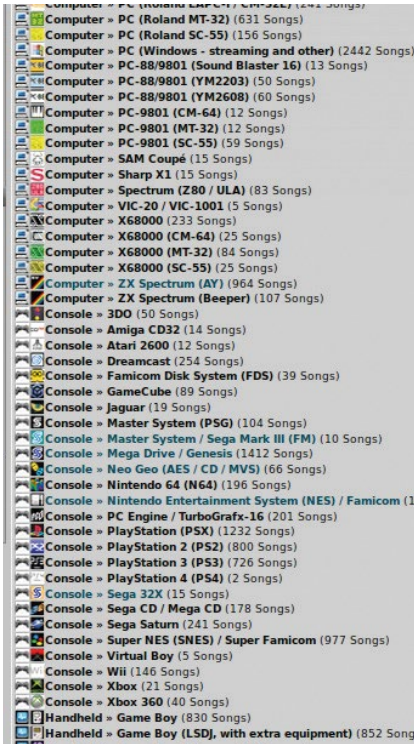 Computer » PC (Roland LAPC-I / CM-32L) (241 Songs)
Computer » PC (Roland MT-32) (631 Songs)
Computer » PC (Roland SC-55) (156 Songs)
Computer » PC (Windows - streaming and other) (2442 Songs)
Computer » PC-88/9801 (Sound Blaster 16) (13 Songs)
Computer » PC-88/9801 (YM2203) (50 Songs)
Computer » PC-88/9801 (YM2608) (60 Songs)
Computer » PC-9801 (CM-64) (12 Songs)
Computer » PC-9801 (MT-32) (12 Songs)
Computer » PC-9801 (SC-55) (59 Songs)
Computer » SAM Coupé (15 Songs)
Computer » Sharp X1 (15 Songs)
Computer » Spectrum (Z80 / ULA) (83 Songs)
Computer » VIC-20 / VIC-1001 (5 Songs)
Computer » X68000 (233 Songs)
Computer » X68000 (CM-64) (25 Songs)
Computer » X68000 (MT-32) (84 Songs)
Computer » X68000 (SC-55) (25 Songs)
Computer » ZX Spectrum (AY) (964 Songs)
Computer » ZX Spectrum (Beeper) (107 Songs)
Console » 3DO (50 Songs)
Console » Amiga CD32 (14 Songs)
Console » Atari 2600 (12 Songs)
Console » Dreamcast (254 Songs)
Console » Famicom Disk System (FDS) (39 Songs)
Console » GameCube (89 Songs)
Console » Jaguar (19 Songs)
Console » Master System (PSG) (104 Songs)
Console » Master System / Sega Mark III (FM) (10 Songs)
Console » Mega Drive / Genesis (1412 Songs)
Console » Neo Geo (AES / CD / MVS) (66 Songs)
Console » Nintendo 64 (N64) (196 Songs)
Console » Nintendo Entertainment System (NES) / Famicom (1
Console » PC Engine / TurboGrafx-16 (201 Songs)
Console » PlayStation (PSX) (1232 Songs)
Console » PlayStation 2 (PS2) (800 Songs)
Console » PlayStation 3 (PS3) (726 Songs)
Console » PlayStation 4 (PS4) (2 Songs)
Console » Sega 32X (15 Songs)
Console » Sega CD / Mega CD (178 Songs)
Console » Sega Saturn (241 Songs)
Console » Super NES (SNES) / Super Famicom (977 Songs)
Console » Virtual Boy (5 Songs)
Console » Wii (146 Songs)
Console » Xbox (21 Songs)
Console » Xbox 360 (40 Songs)
Handheld » Game Boy (830 Songs)
Handheld » Game Boy (LSDJ, with extra equipment) (852 Song